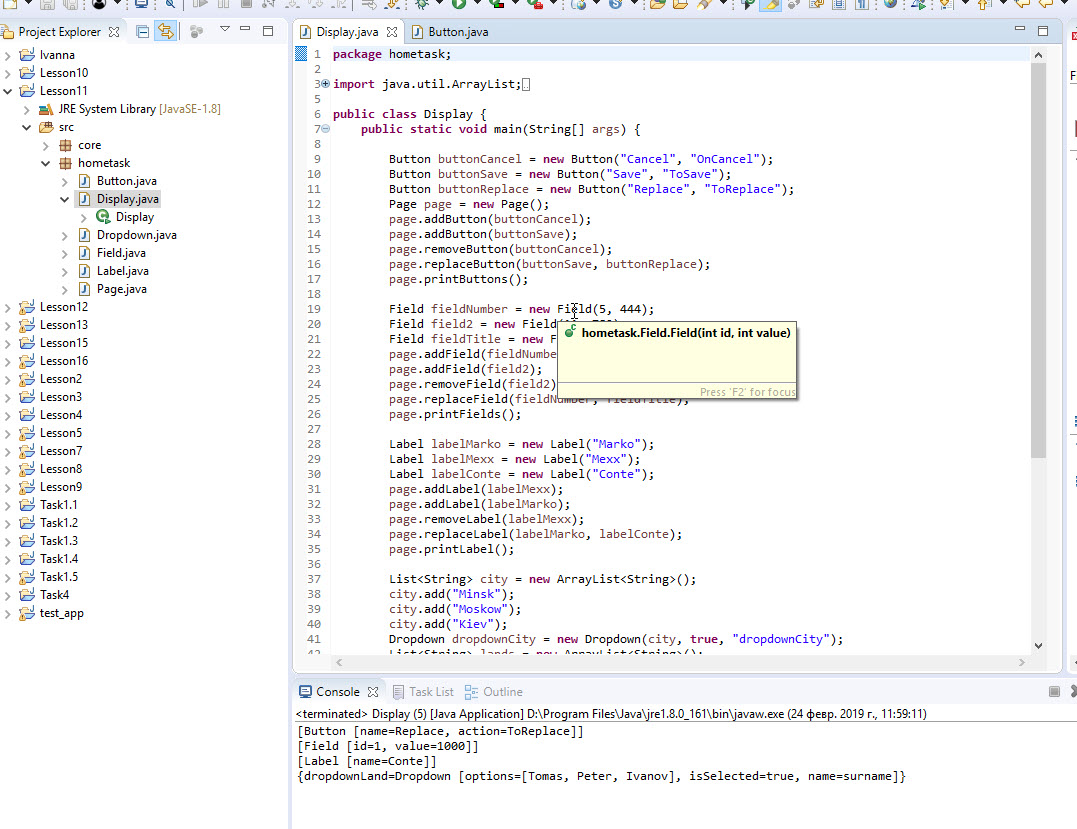 Project Explorer
Ivanna
Lesson10
Lesson11
JRE System Library [JavaSE-1.8]
src
core
hometask
Button.java
Display.java
Display
Dropdown.java
Field.java
Label.java
Page.java
Lesson12
Lesson13
Lesson15
Lesson16
Lesson2
Lesson3
Lesson4
Lesson5
Lesson7
Lesson8
Lesson9
Task1.1
Task1.2
Task1.3
Task1.4
Task1.5
Task4
test_app
Display.java Button.java
1 package hometask;
2
3 import java.util.ArrayList;
5
6 public class Display {
7 public static void main(String[] args) {
8
9 Button buttonCancel = new Button("Cancel", "OnCancel");
10 Button buttonSave = new Button("Save", "ToSave");
11 Button buttonReplace = new Button("Replace", "ToReplace");
12 Page page = new Page();
13 page.addButton(buttonCancel);
14 page.addButton(buttonSave);
15 page.removeButton(buttonCancel);
16 page.replaceButton(buttonSave, buttonReplace);
17 page.printButtons();
18
19 Field fieldNumber = new Field(5, 444);
20 Field field2 = new Field
21 Field fieldTitle = new F
22 page.addField(fieldNumbe
23 page.addField(field2);
24 page.removeField(field2)
25 page.replaceField(fieldNumber, fieldTitle);
26 page.printFields();
27
28 Label labelMarko = new Label("Marko");
29 Label labelMexx = new Label("Mexx");
30 Label labelConte = new Label("Conte");
31 page.addLabel(labelMexx);
32 page.addLabel(labelMarko);
33 page.removeLabel(labelMexx);
34 page.replaceLabel(labelMarko, labelConte);
35 page.printLabel();
36
37 List<String> city = new ArrayList<String>();
38 city.add("Minsk");
39 city.add("Moskow");
40 city.add("Kiev");
41 Dropdown dropdownCity = new Dropdown(city, true, "dropdownCity");
42 List<String> lands = new ArrayList<String>();
hometask.Field.Field(int id, int value)
Press 'F2' for focus
Console Task List Outline
<terminated> Display (5) [Java Application] D:\Program Files\Java\jre1.8.0_161\bin\javaw.exe (24 февр. 2019 г., 11:59:11)
[Button [name=Replace, action=ToReplace]]
[Field [id=1, value=1000]]
[Label [name=Conte]]
{dropdownLand=Dropdown [options=[Tomas, Peter, Ivanov], isSelected=true, name=surname]}